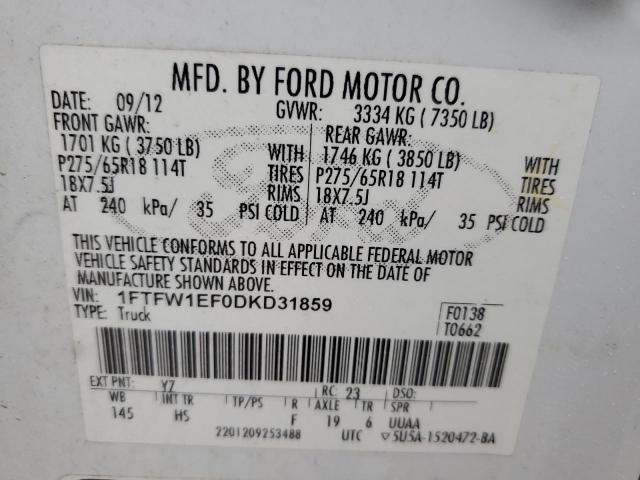 MFD. BY FORD MOTOR CO.
DATE: 09/12 GVWR: 3334 KG ( 7350 LB)
FRONT GAWR: REAR GAWR:
1701 KG ( 3750 LB) WITH 1746 KG ( 3850 LB) WITH
P275/65R18 114T TIRES P275/65R18 114T TIRES
18X7.5J RIMS 18X7.5J RIMS
AT 240 kPa/ 35 PSI COLD AT 240 kPa/ 35 PSI COLD
THIS VEHICLE CONFORMS TO ALL APPLICABLE FEDERAL MOTOR
VEHICLE SAFETY STANDARDS IN EFFECT ON THE DATE OF
MANUFACTURE SHOWN ABOVE.
VIN: 1FTFW1EF0DKD31859 F0138
TYPE: Truck T0662
EXT PNT: YZ RC: 23 DSO:
WB INT TR TP/PS R AXLE TR SPR
145 HS F 19 6 UUAA
2201209253488 UTC ▽5U5A-1520472-BA